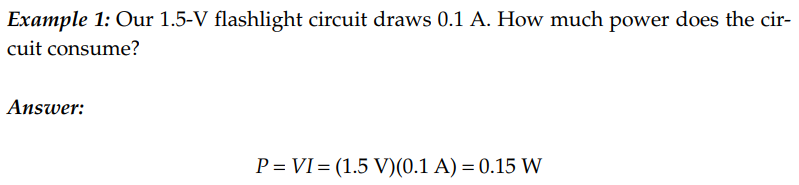 Example 1: Our 1.5-V flashlight circuit draws 0.1 A. How much power does the cir-
cuit consume?
Answer:
P = VI = (1.5 V)(0.1 A) = 0.15 W